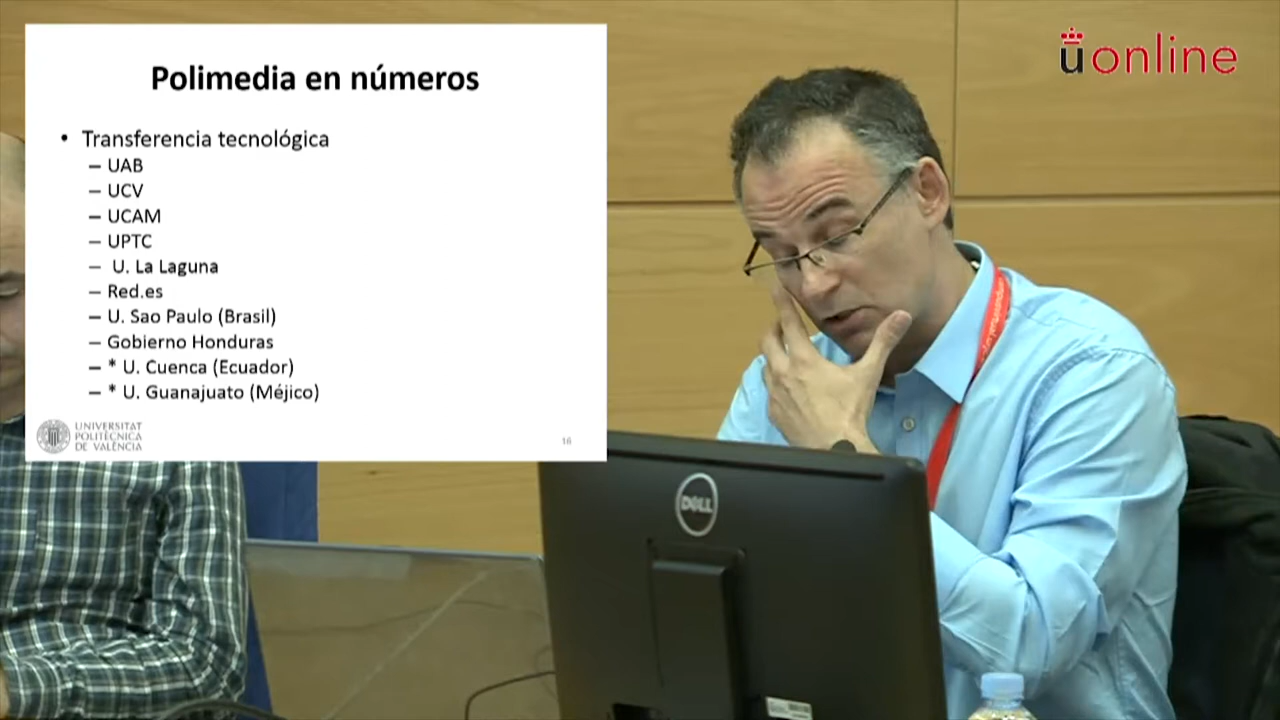 Polimedia en números
• Transferencia tecnológica
– UAB
– UCV
– UCAM
– UPTC
– U. La Laguna
– Red.es
– U. Sao Paulo (Brasil)
– Gobierno Honduras
– * U. Cuenca (Ecuador)
– * U. Guanajuato (Méjico)
UNIVERSITAT
POLITÈCNICA
DE VALÈNCIA
16
üonline
DELL